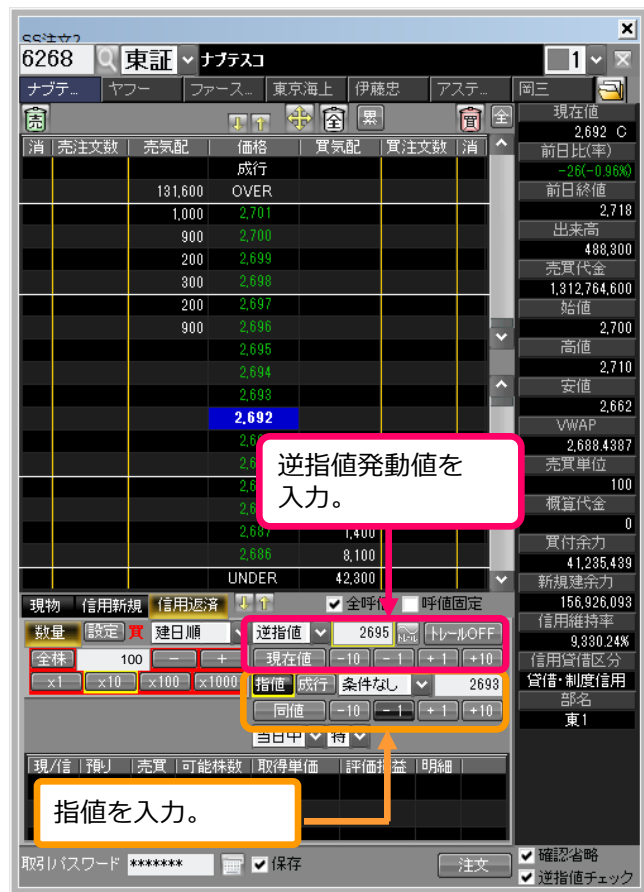 SS注文2
6268 東証 ナブテスコ 1
ナブテ... ヤフー ファース... 東京海上 伊藤忠 アステ... 岡三
売 全 累 買 全
消 売注文数 売気配 価格 買気配 買注文数 消
成行
131,600 OVER
1,000 2,701
900 2,700
200 2,699
300 2,698
200 2,697
900 2,696
2,695
2,694
2,693
2,692
2,687 1,400
2,686 8,100
UNDER 42,300
逆指値発動値を
入力。
現物 信用新規 信用返済 全呼値 呼値固定
数量 設定 買 建日順 逆指値 2695 トレールOFF
全株 100 - + 現在値 -10 -1 +1 +10
x1 x10 x100 x1000 指値 成行 条件なし 2693
同値 -10 -1 +1 +10
当日中 特
現/信 預り 売買 可能株数 取得単価 評価損益 明細
指値を入力。
取引パスワード ******* 保存 注文
現在値
2,692 C
前日比(率)
-26(-0.96%)
前日終値
2,718
出来高
488,300
売買代金
1,312,764,600
始値
2,700
高値
2,710
安値
2,662
VWAP
2,688.4387
売買単位
100
概算代金
0
買付余力
41,235,439
新規建余力
156,926,093
信用維持率
9,330.24%
信用貸借区分
貸借・制度信用
部名
東1
確認省略
逆指値チェック